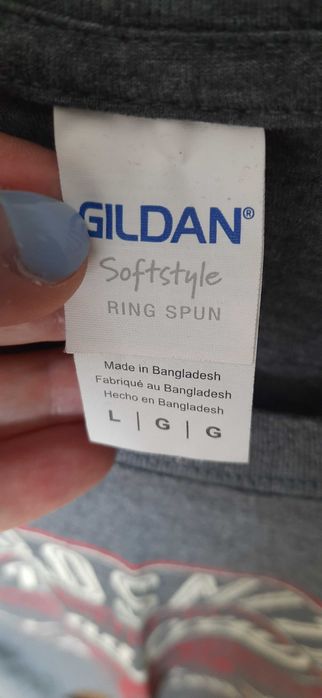 GILDAN®
Softstyle
RING SPUN
Made in Bangladesh
Fabriqué au Bangladesh
Hecho en Bangladesh
L | G | G